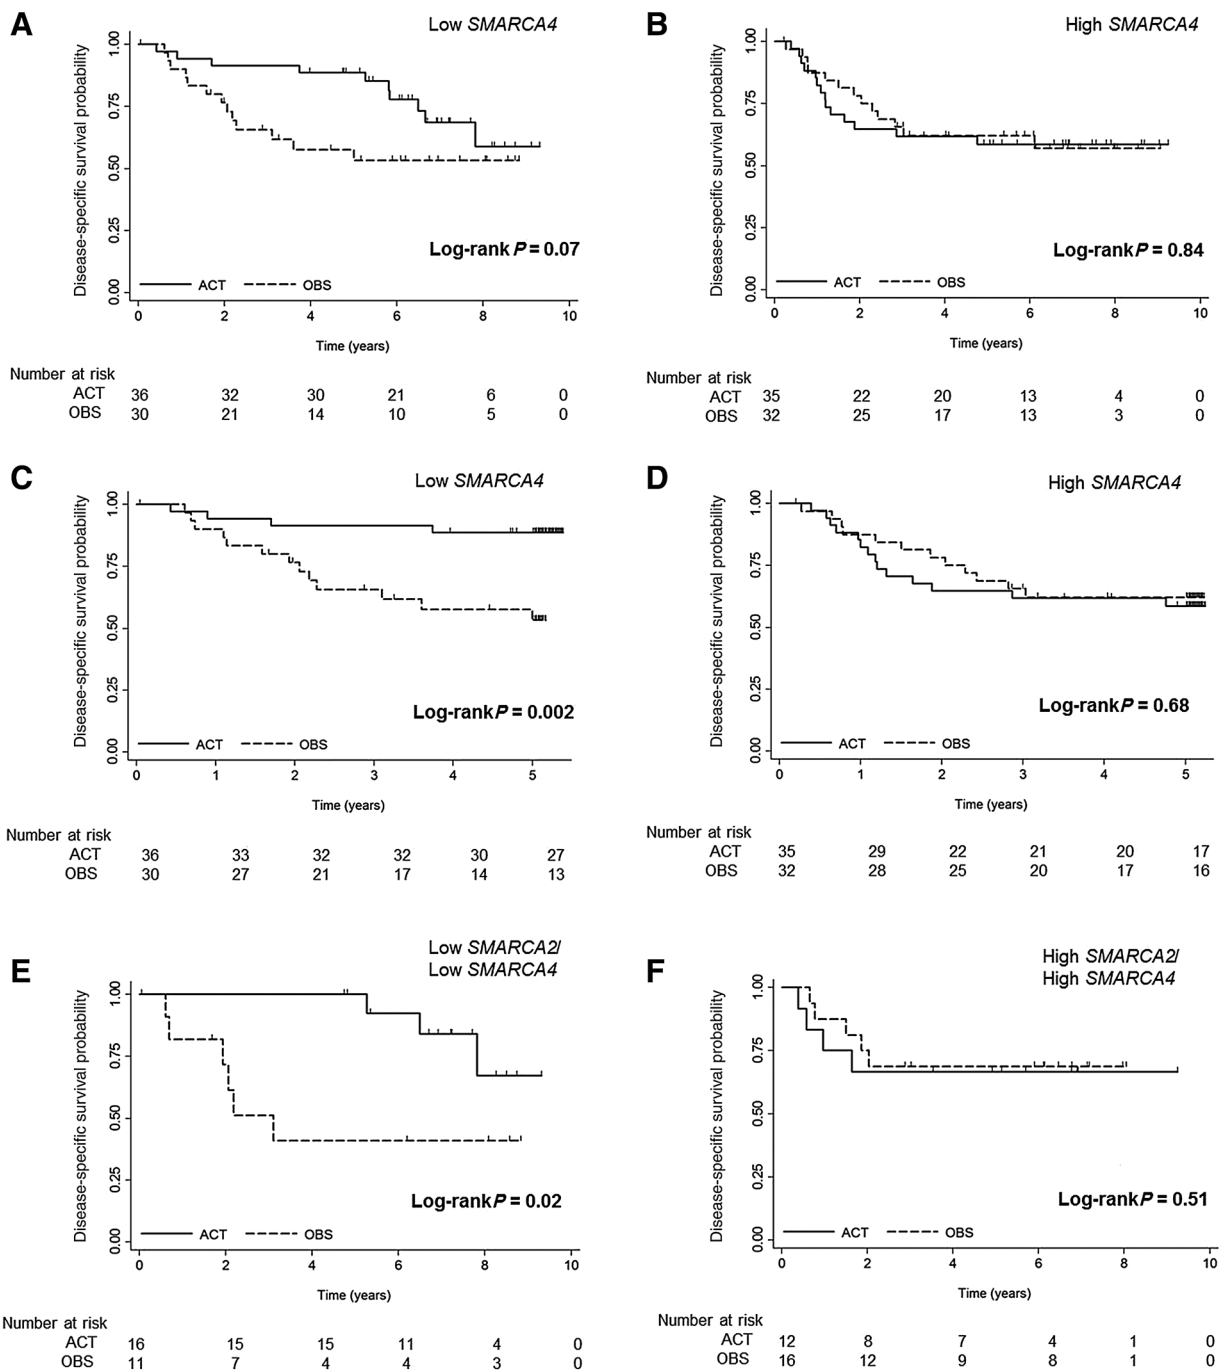 A
Low SMARCA4
Disease-specific survival probability
1.00
0.75
0.50
0.25
0.00
Log-rank P = 0.07
ACT OBS
0 2 4 6 8 10
Time (years)
Number at risk
ACT 36 32 30 21 6 0
OBS 30 21 14 10 5 0
B
High SMARCA4
Disease-specific survival probability
1.00
0.75
0.50
0.25
0.00
Log-rank P = 0.84
ACT OBS
0 2 4 6 8 10
Time (years)
Number at risk
ACT 35 22 20 13 4 0
OBS 32 25 17 13 3 0
C
Low SMARCA4
Disease-specific survival probability
1.00
0.75
0.50
0.25
0.00
Log-rank P = 0.002
ACT OBS
0 1 2 3 4 5
Time (years)
Number at risk
ACT 36 33 32 32 30 27
OBS 30 27 21 17 14 13
D
High SMARCA4
Disease-specific survival probability
1.00
0.75
0.50
0.25
0.00
Log-rank P = 0.68
ACT OBS
0 1 2 3 4 5
Time (years)
Number at risk
ACT 35 29 22 21 20 17
OBS 32 28 25 20 17 16
E
Low SMARCA2/
Low SMARCA4
Disease-specific survival probability
1.00
0.75
0.50
0.25
0.00
Log-rank P = 0.02
ACT OBS
0 2 4 6 8 10
Time (years)
Number at risk
ACT 16 15 15 11 4 0
OBS 11 7 4 4 3 0
F
High SMARCA2/
High SMARCA4
Disease-specific survival probability
1.00
0.75
0.50
0.25
0.00
Log-rank P = 0.51
ACT OBS
0 2 4 6 8 10
Time (years)
Number at risk
ACT 12 8 7 4 1 0
OBS 16 12 9 8 1 0